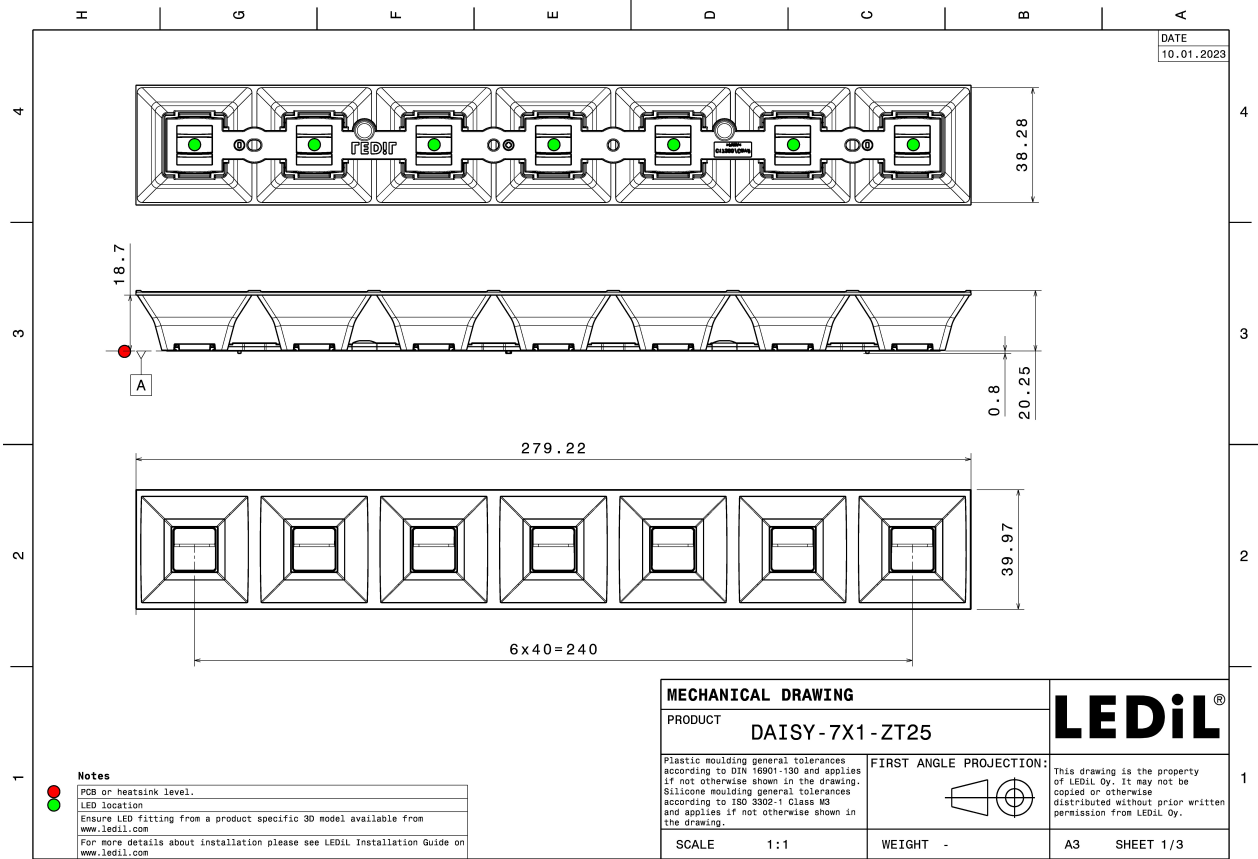 H G F E D C B A
DATE
10.01.2023
4 4
38.28
LEDiL
18.7
3 3
A
0.8
20.25
279.22
2 2
39.97
6x40=240
MECHANICAL DRAWING
PRODUCT
DAISY-7X1-ZT25
LEDiL®
Plastic moulding general tolerances
according to DIN 16901-130 and applies
if not otherwise shown in the drawing.
Silicone moulding general tolerances
according to ISO 3302-1 Class M3
and applies if not otherwise shown in
the drawing.
FIRST ANGLE PROJECTION:
This drawing is the property
of LEDiL Oy. It may not be
copied or otherwise
distributed without prior written
permission from LEDiL Oy.
1 1
Notes
PCB or heatsink level.
LED location
Ensure LED fitting from a product specific 3D model available from
www.ledil.com
For more details about installation please see LEDiL Installation Guide on
www.ledil.com
SCALE 1:1
WEIGHT -
A3 SHEET 1/3